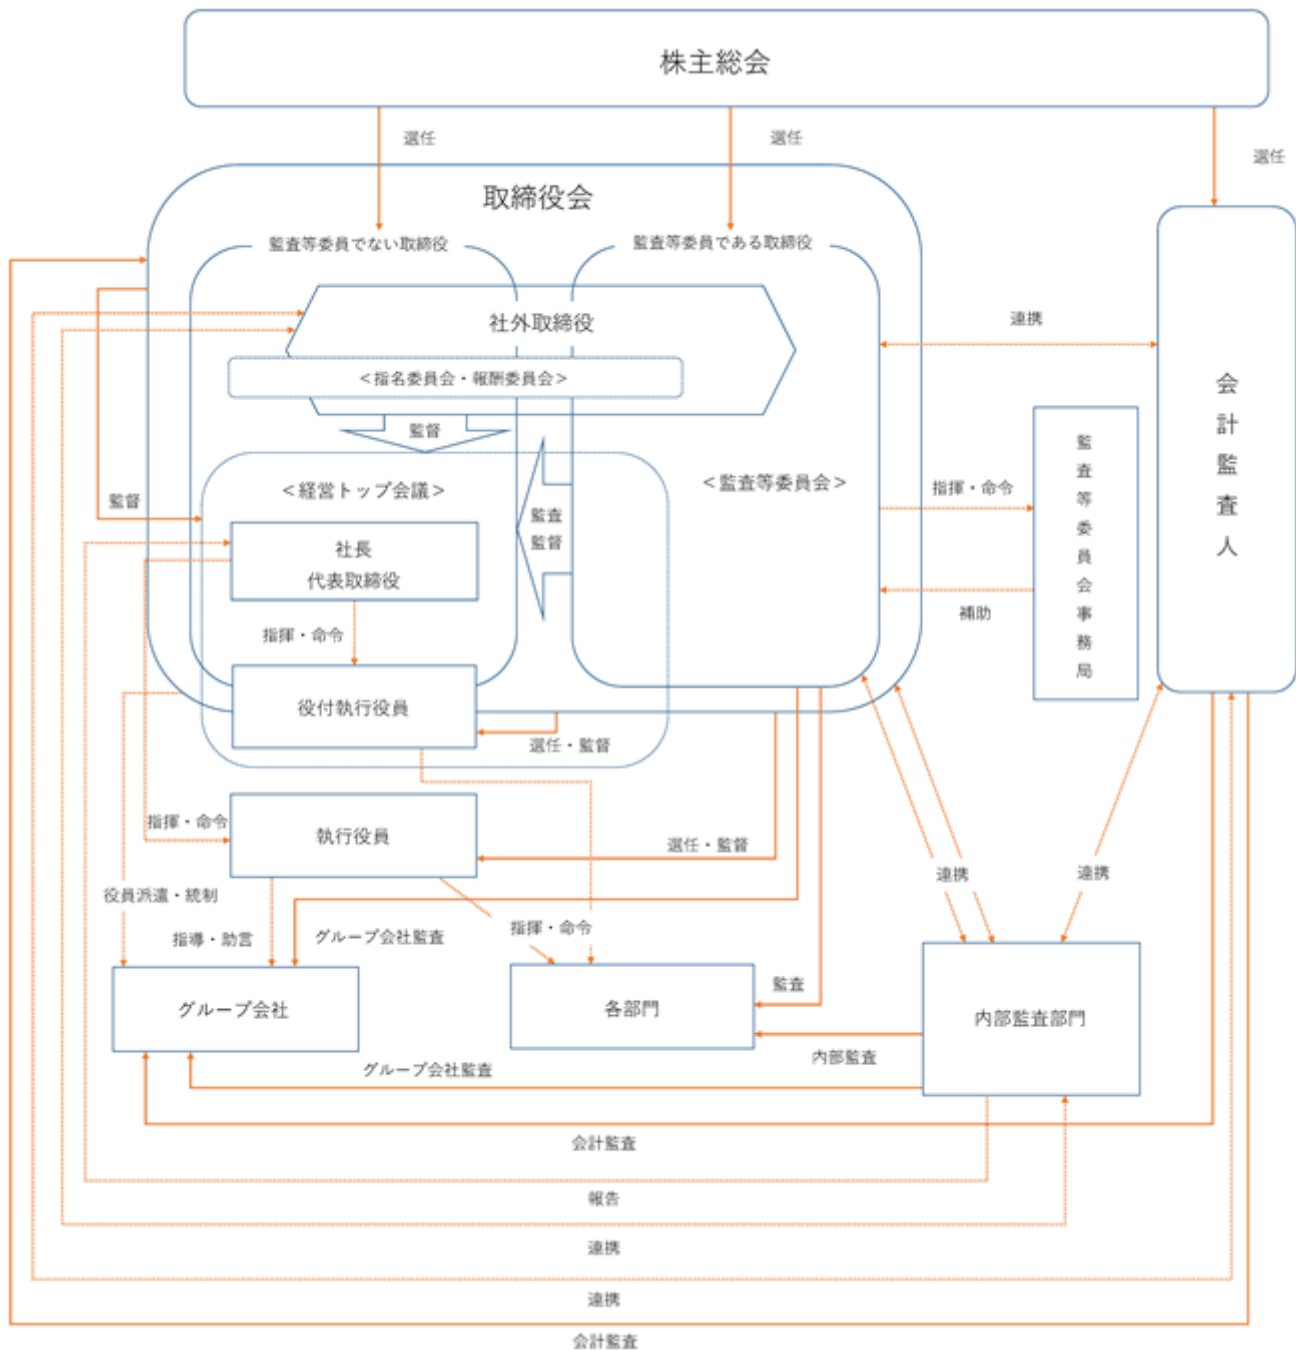 株主総会
選任
選任
選任
取締役会
監査等委員でない取締役
監査等委員である取締役
社外取締役
連携
＜指名委員会・報酬委員会＞
会計監査人
監督
監査等委員会事務局
＜経営トップ会議＞
＜監査等委員会＞
指揮・命令
監督
監査
監督
社長
代表取締役
補助
指揮・命令
役付執行役員
選任・監督
指揮・命令
執行役員
選任・監督
連携
連携
役員派遣・統制
指導・助言
グループ会社監査
指揮・命令
監査
グループ会社
各部門
内部監査部門
内部監査
グループ会社監査
会計監査
報告
連携
連携
会計監査